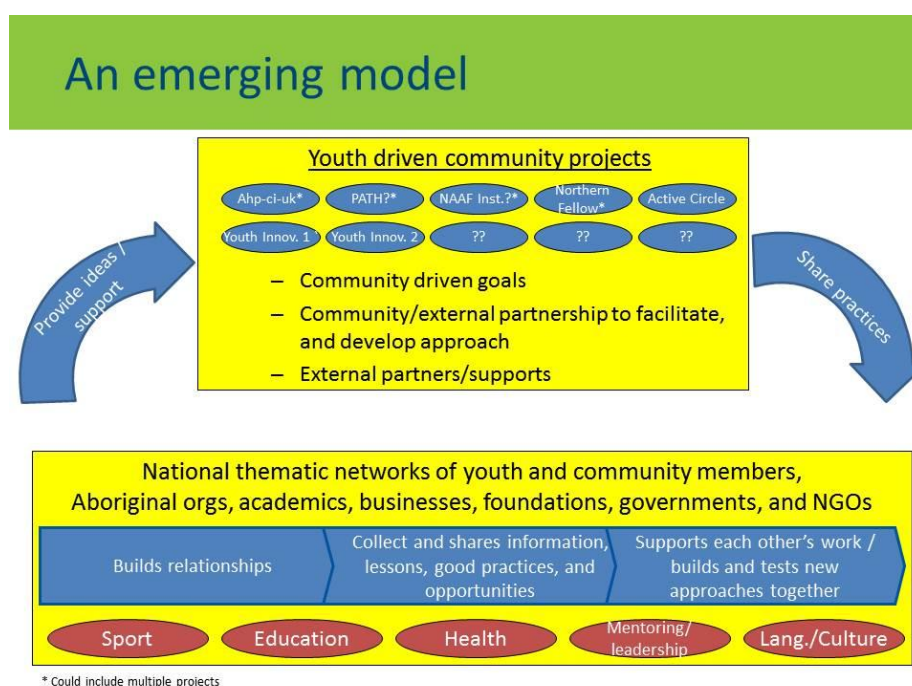 An emerging model
Youth driven community projects
Ahp-ci-uk*
PATH?*
NAAF Inst.?*
Northern
Fellow*
Active Circle
Youth Innov. 1 `
Youth Innov. 2
??
??
??
– Community driven goals
– Community/external partnership to facilitate,
and develop approach
– External partners/supports
Provide ideas /
support
Share practices
National thematic networks of youth and community members,
Aboriginal orgs, academics, businesses, foundations, governments, and NGOs
Builds relationships
Collect and shares information,
lessons, good practices, and
opportunities
Supports each other's work /
builds and tests new
approaches together
Sport
Education
Health
Mentoring/
leadership
Lang./Culture
* Could include multiple projects